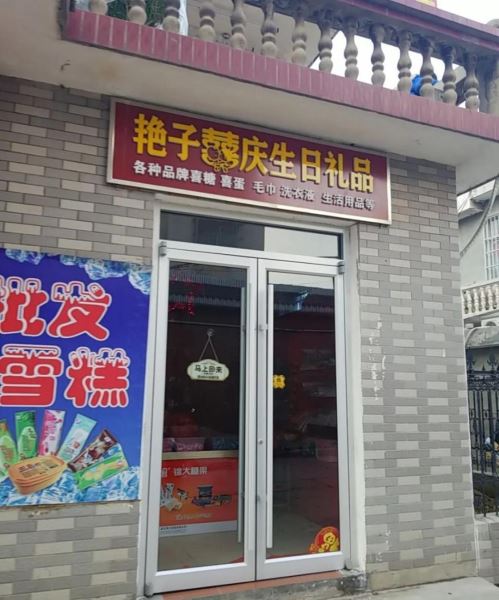 艳子囍庆生日礼品
各种品牌喜糖 喜蛋 毛巾 洗衣液 生活用品等
批发
雪糕
马上回来